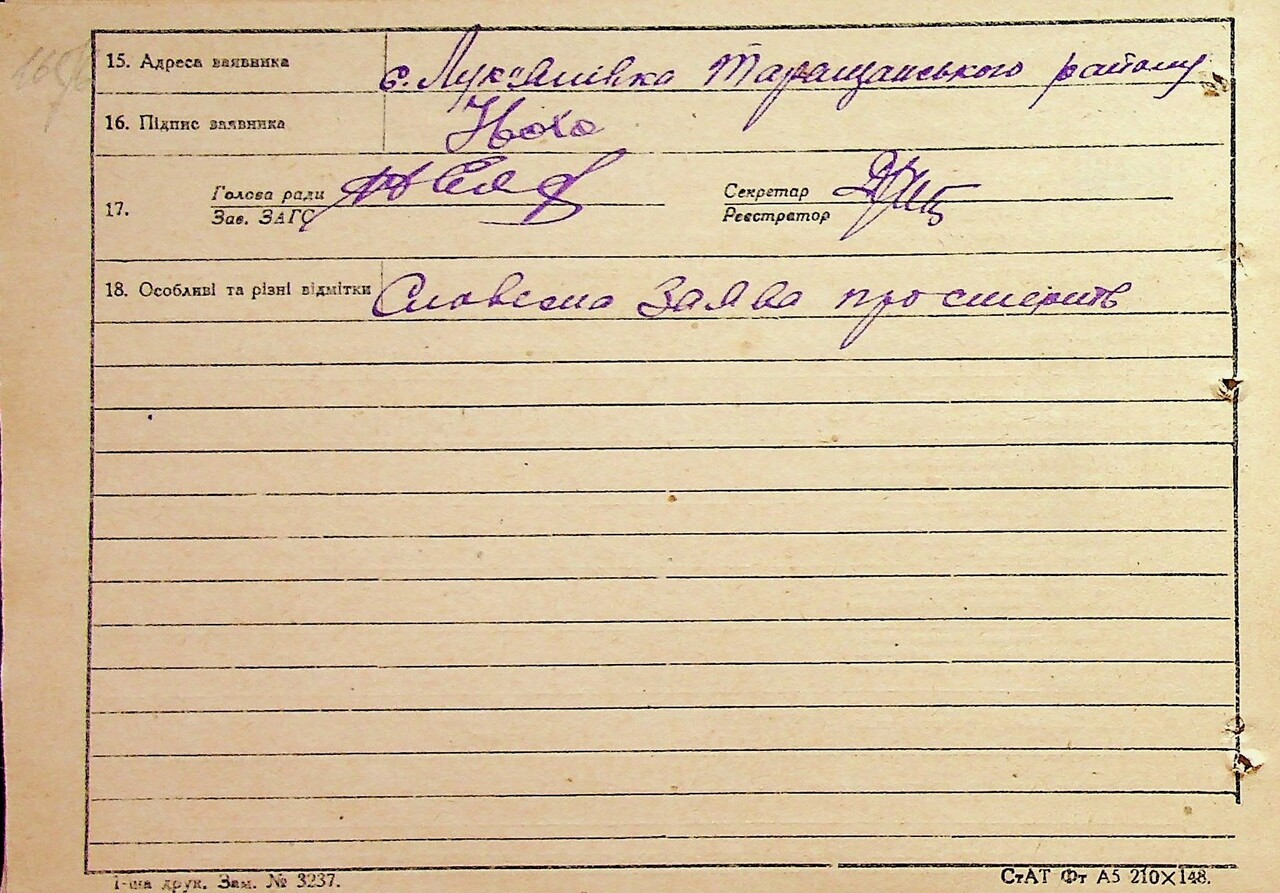 15. Адреса заявника с. Лук"янівка Таращанського району
16. Підпис заявника
17. Голова ради Секретар
Зав. ЗАГС Реєстратор
18. Особливі та різні відмітки Словесна заява про смерть
1-ша друк. Зам. № 3237. СтАТ Фт А5 210×148.